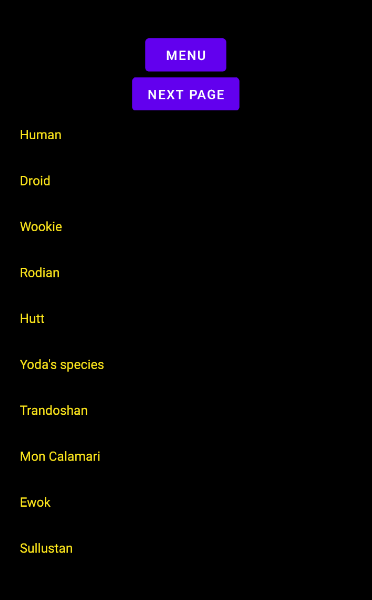 MENU
NEXT PAGE
Human
Droid
Wookie
Rodian
Hutt
Yoda's species
Trandoshan
Mon Calamari
Ewok
Sullustan